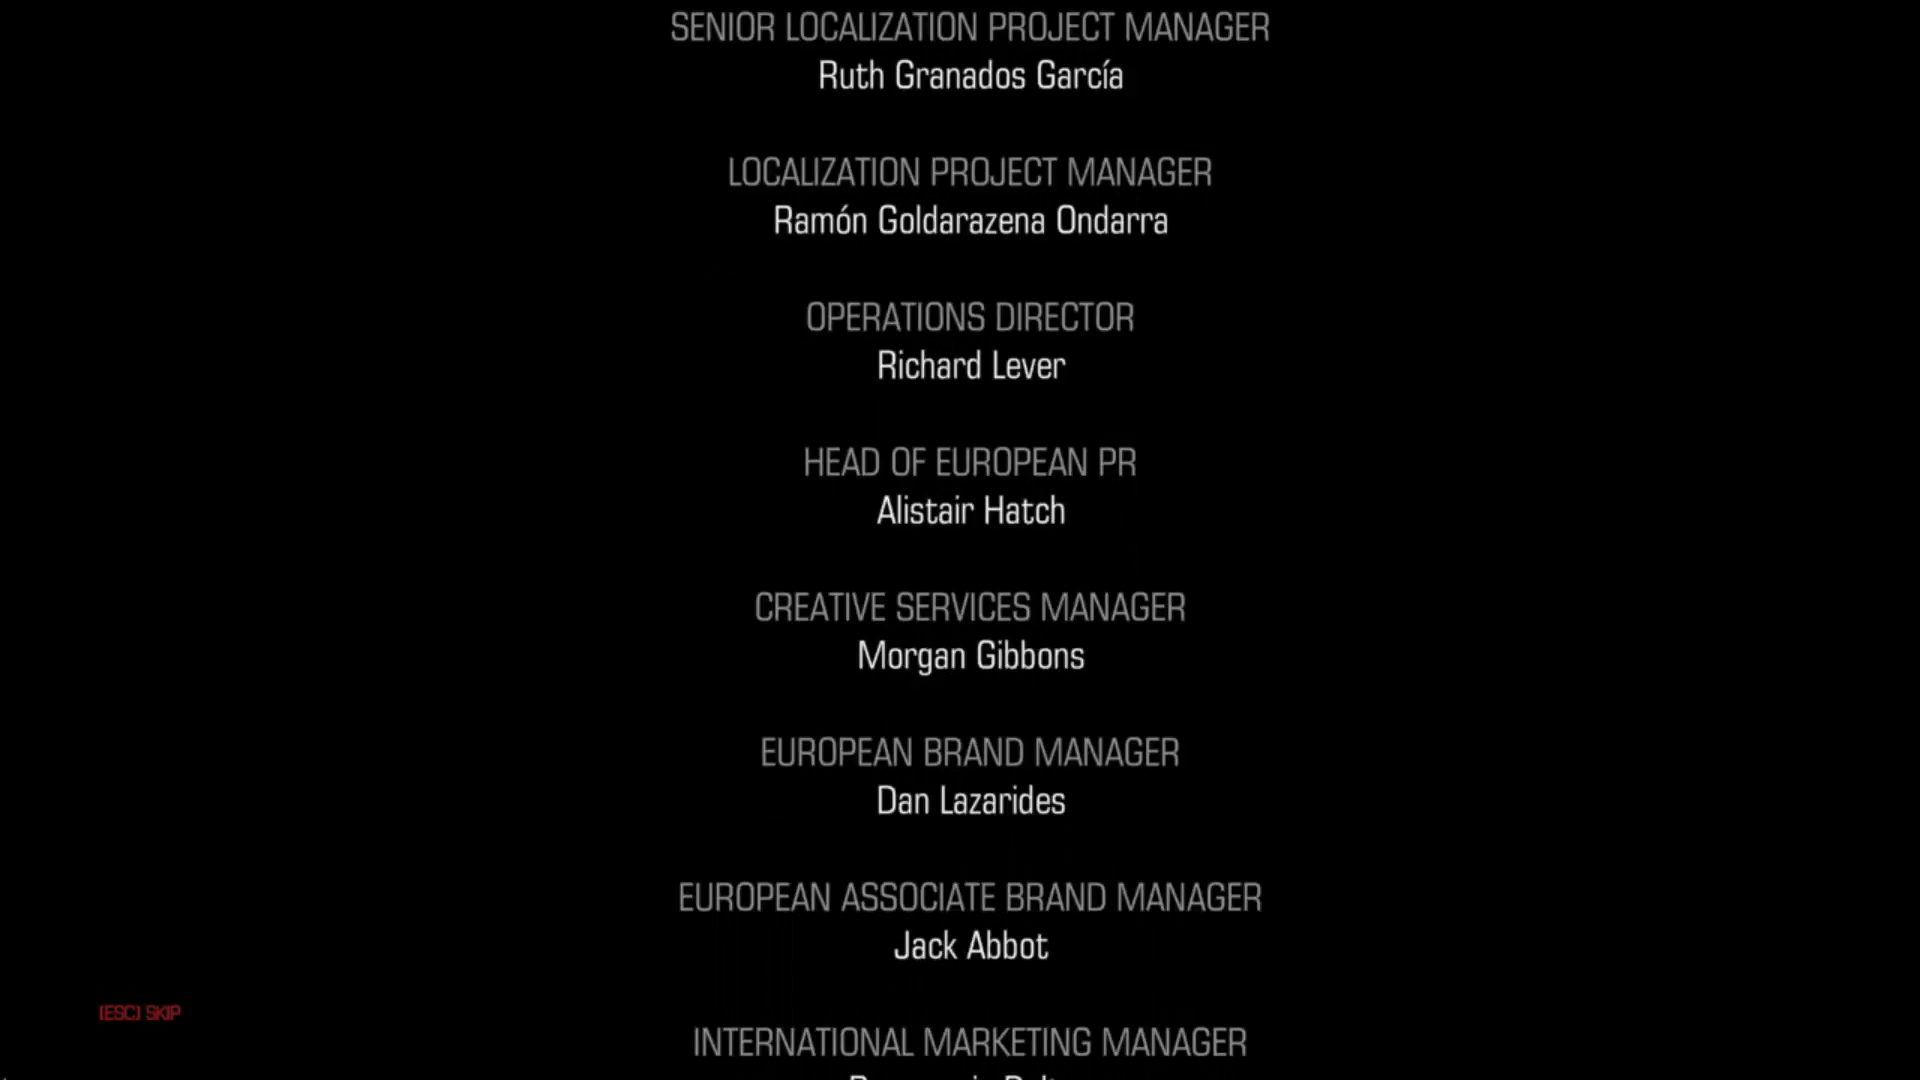 SENIOR LOCALIZATION PROJECT MANAGER
Ruth Granados García
LOCALIZATION PROJECT MANAGER
Ramón Goldarazena Ondarra
OPERATIONS DIRECTOR
Richard Lever
HEAD OF EUROPEAN PR
Alistair Hatch
CREATIVE SERVICES MANAGER
Morgan Gibbons
EUROPEAN BRAND MANAGER
Dan Lazarides
EUROPEAN ASSOCIATE BRAND MANAGER
Jack Abbot
[ESC] SKIP
INTERNATIONAL MARKETING MANAGER